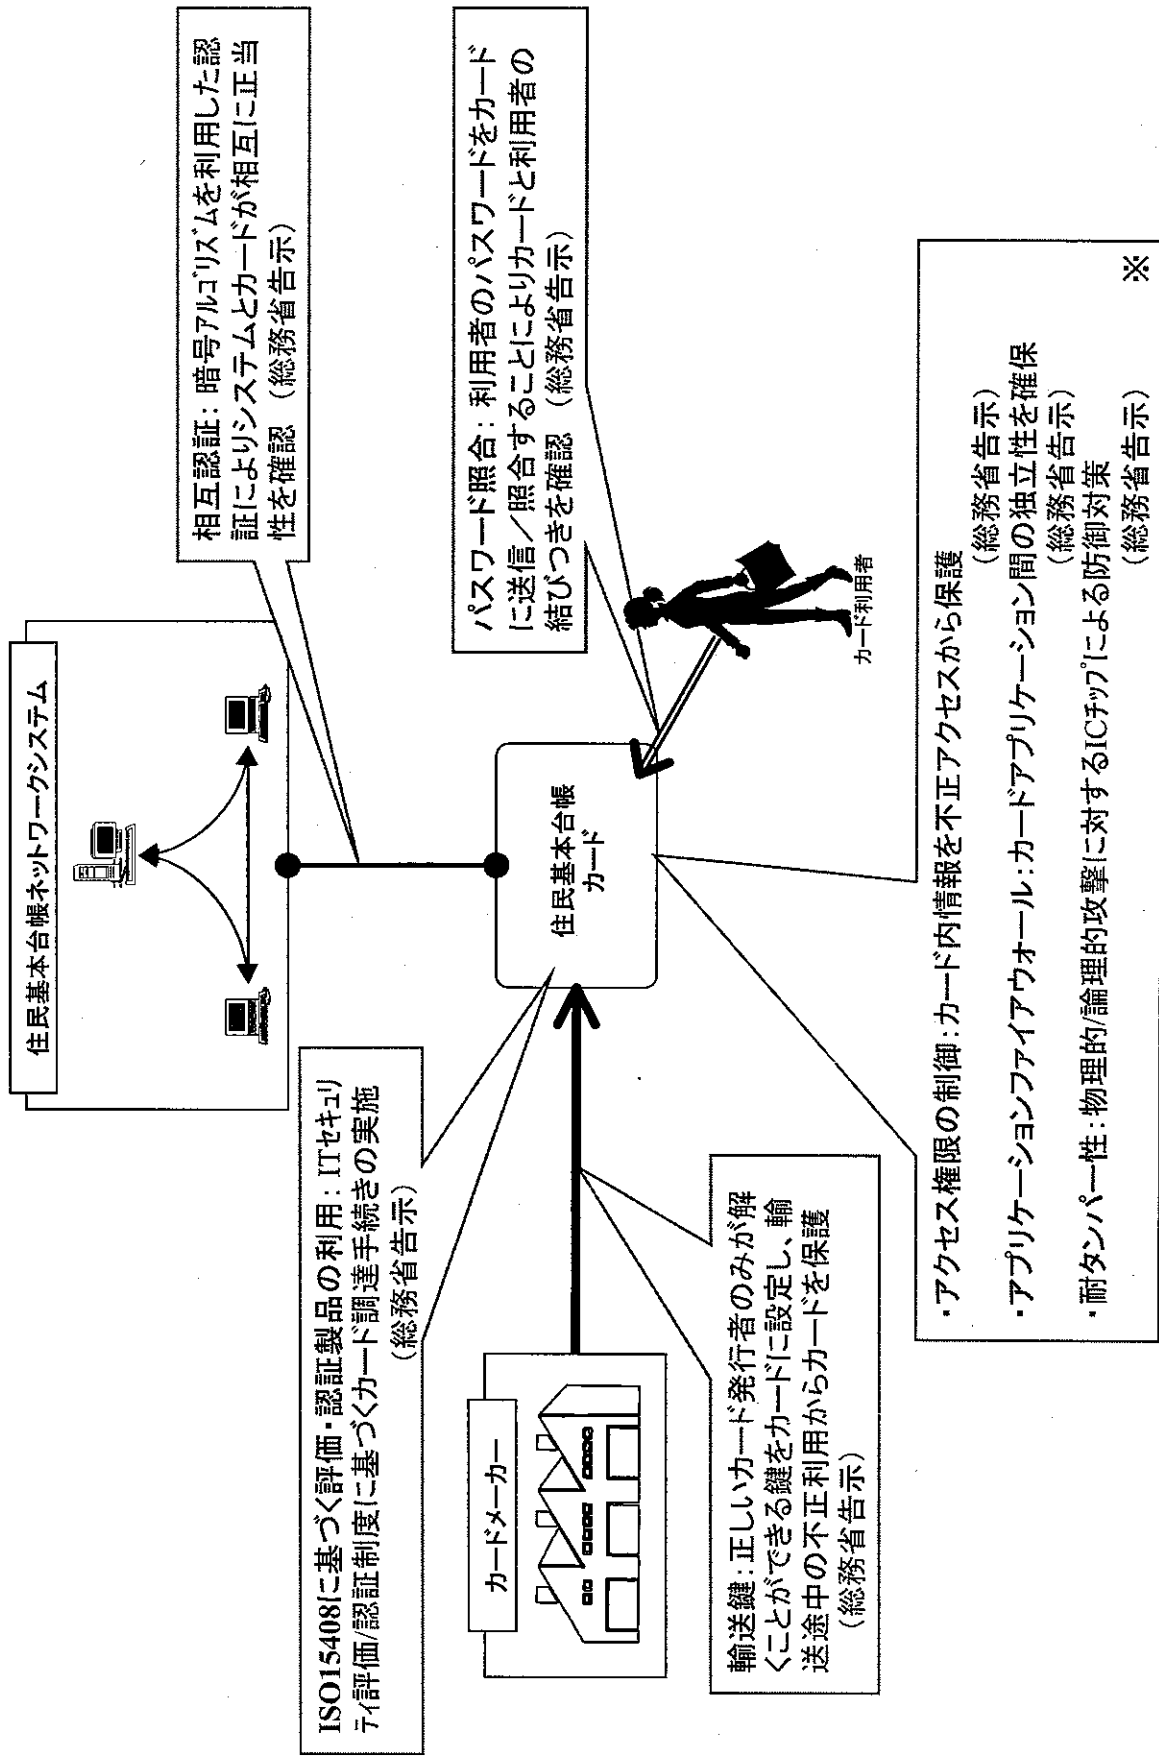 住民基本台帳ネットワークシステム
相互認証：暗号アルゴリズムを利用した認
証によりシステムとカードが相互に正当
性を確認　（総務省告示）
ISO15408に基づく評価・認証製品の利用：ITセキュリ
ティ評価/認証制度に基づくカード調達手続きの実施
（総務省告示）
パスワード照合：利用者のパスワードをカード
に送信／照合することによりカードと利用者の
結びつきを確認　（総務省告示）
カードメーカー
住民基本台帳
カード
カード利用者
輸送鍵：正しいカード発行者のみが解
くことができる鍵をカードに設定し、輸
送途中の不正利用からカードを保護
（総務省告示）
・アクセス権限の制御：カード内情報を不正アクセスから保護
（総務省告示）
・アプリケーションファイアウォール：カードアプリケーション間の独立性を確保
（総務省告示）
・耐タンパー性：物理的/論理的攻撃に対するICチップによる防御対策
（総務省告示）
※